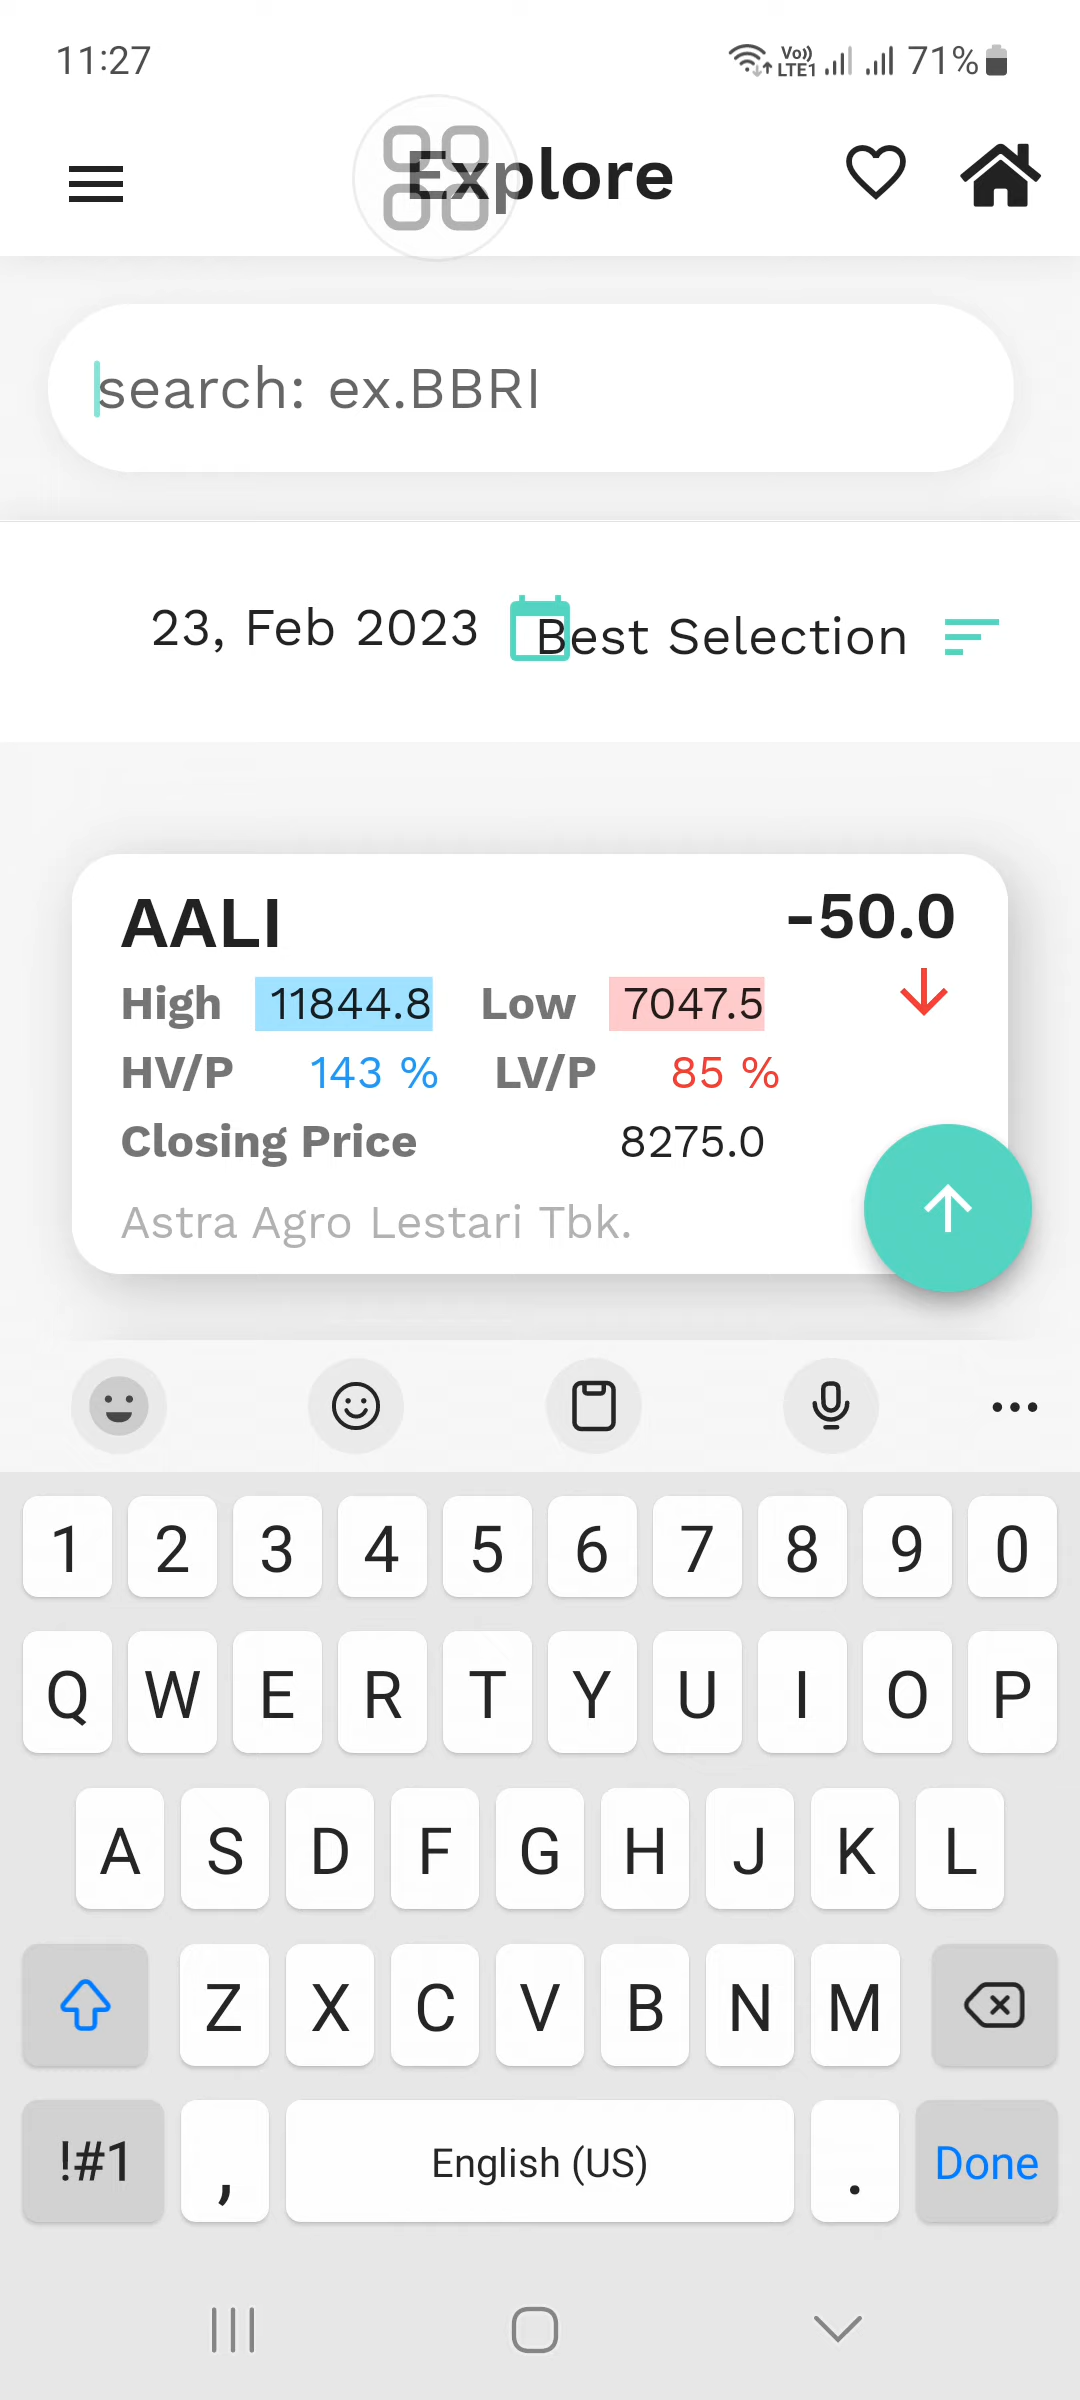 11:27
Vo))
LTE1
71%
Explore
search: ex.BBRI
23, Feb 2023
Best Selection
AALI
-50.0
High 11844.8 Low 7047.5
HV/P 143 % LV/P 85 %
Closing Price 8275.0
Astra Agro Lestari Tbk.
1 2 3 4 5 6 7 8 9 0
Q W E R T Y U I O P
A S D F G H J K L
Z X C V B N M
!#1 , English (US) . Done